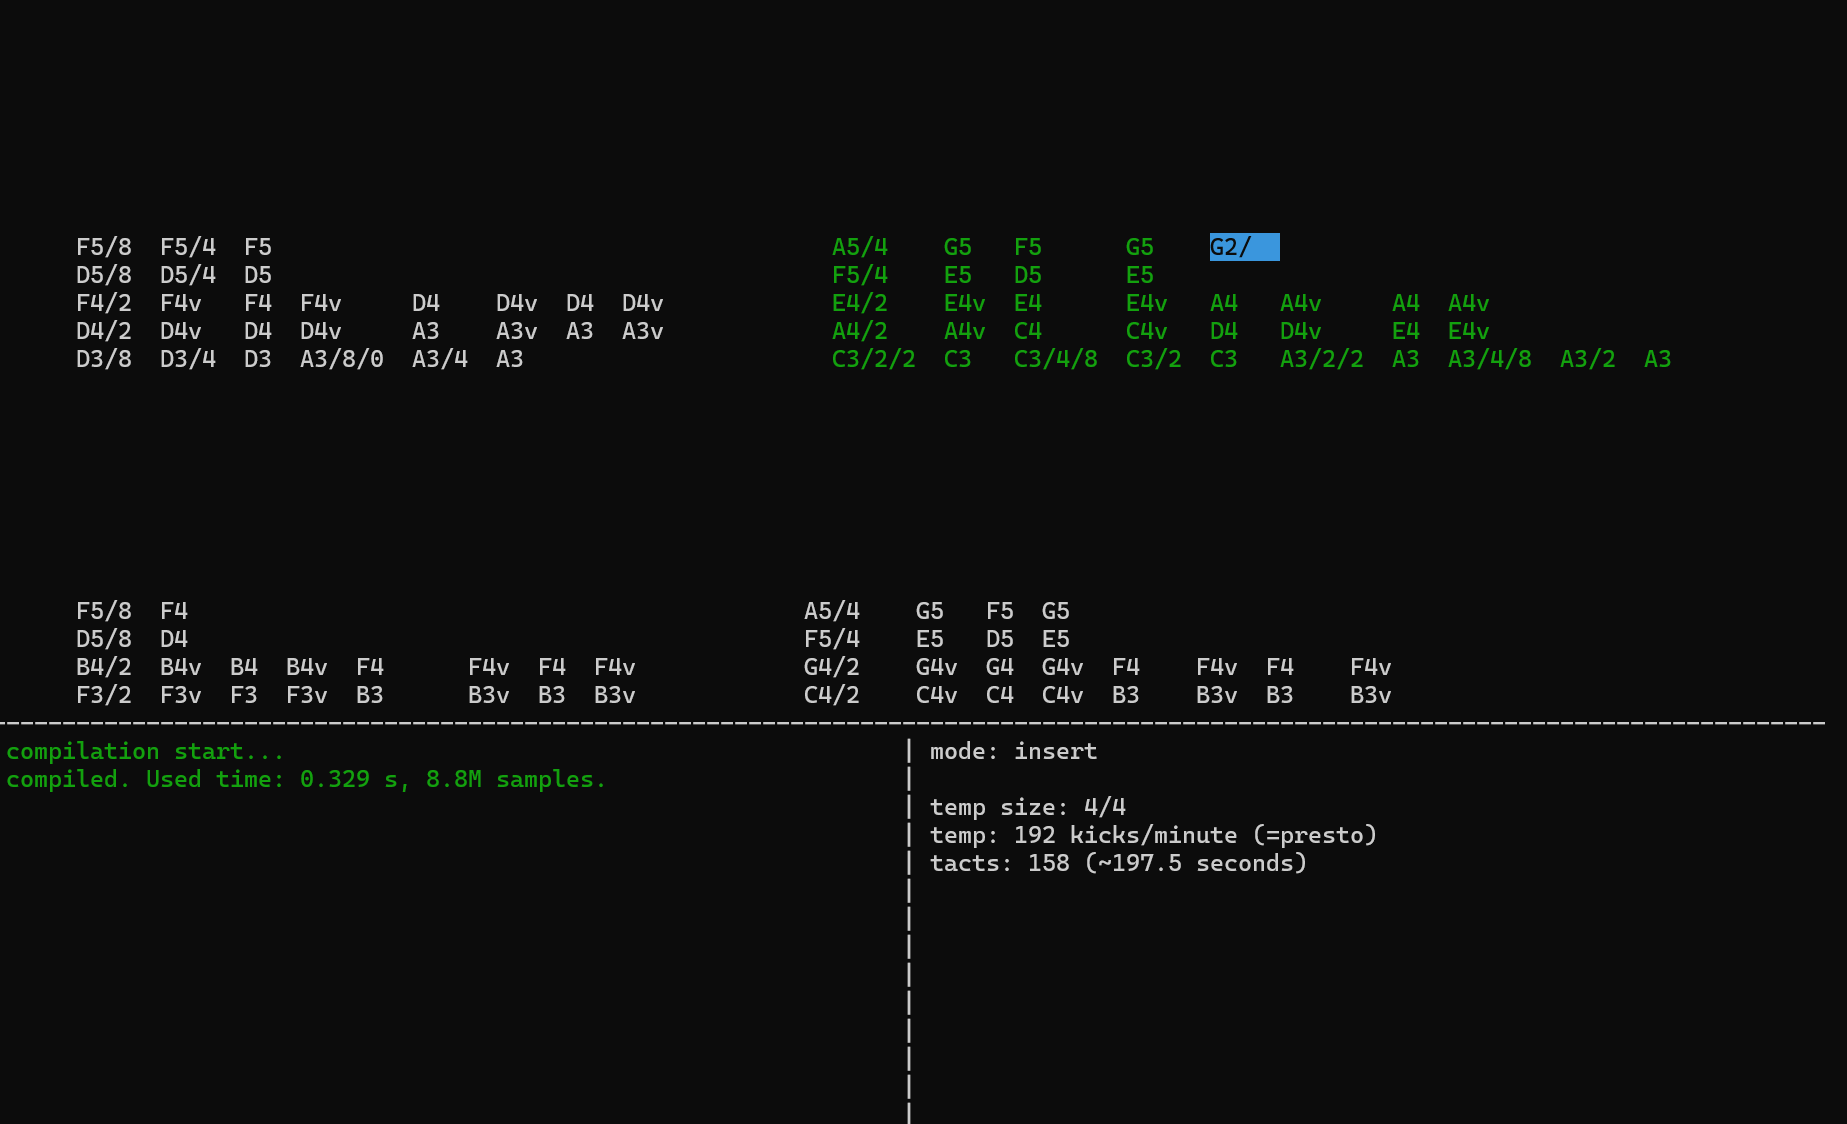 F5/8 F5/4 F5 A5/4 G5 F5 G5 G2/
D5/8 D5/4 D5 F5/4 E5 D5 E5
F4/2 F4v F4 F4v D4 D4v D4 D4v E4/2 E4v E4 E4v A4 A4v A4 A4v
D4/2 D4v D4 D4v A3 A3v A3 A3v A4/2 A4v C4 C4v D4 D4v E4 E4v
D3/8 D3/4 D3 A3/8/0 A3/4 A3 C3/2/2 C3 C3/4/8 C3/2 C3 A3/2/2 A3 A3/4/8 A3/2 A3
F5/8 F4 A5/4 G5 F5 G5
D5/8 D4 F5/4 E5 D5 E5
B4/2 B4v B4 B4v F4 F4v F4 F4v G4/2 G4v G4 G4v F4 F4v F4 F4v
F3/2 F3v F3 F3v B3 B3v B3 B3v C4/2 C4v C4 C4v B3 B3v B3 B3v
compilation start...
compiled. Used time: 0.329 s, 8.8M samples.
mode: insert
temp size: 4/4
temp: 192 kicks/minute (=presto)
tacts: 158 (~197.5 seconds)